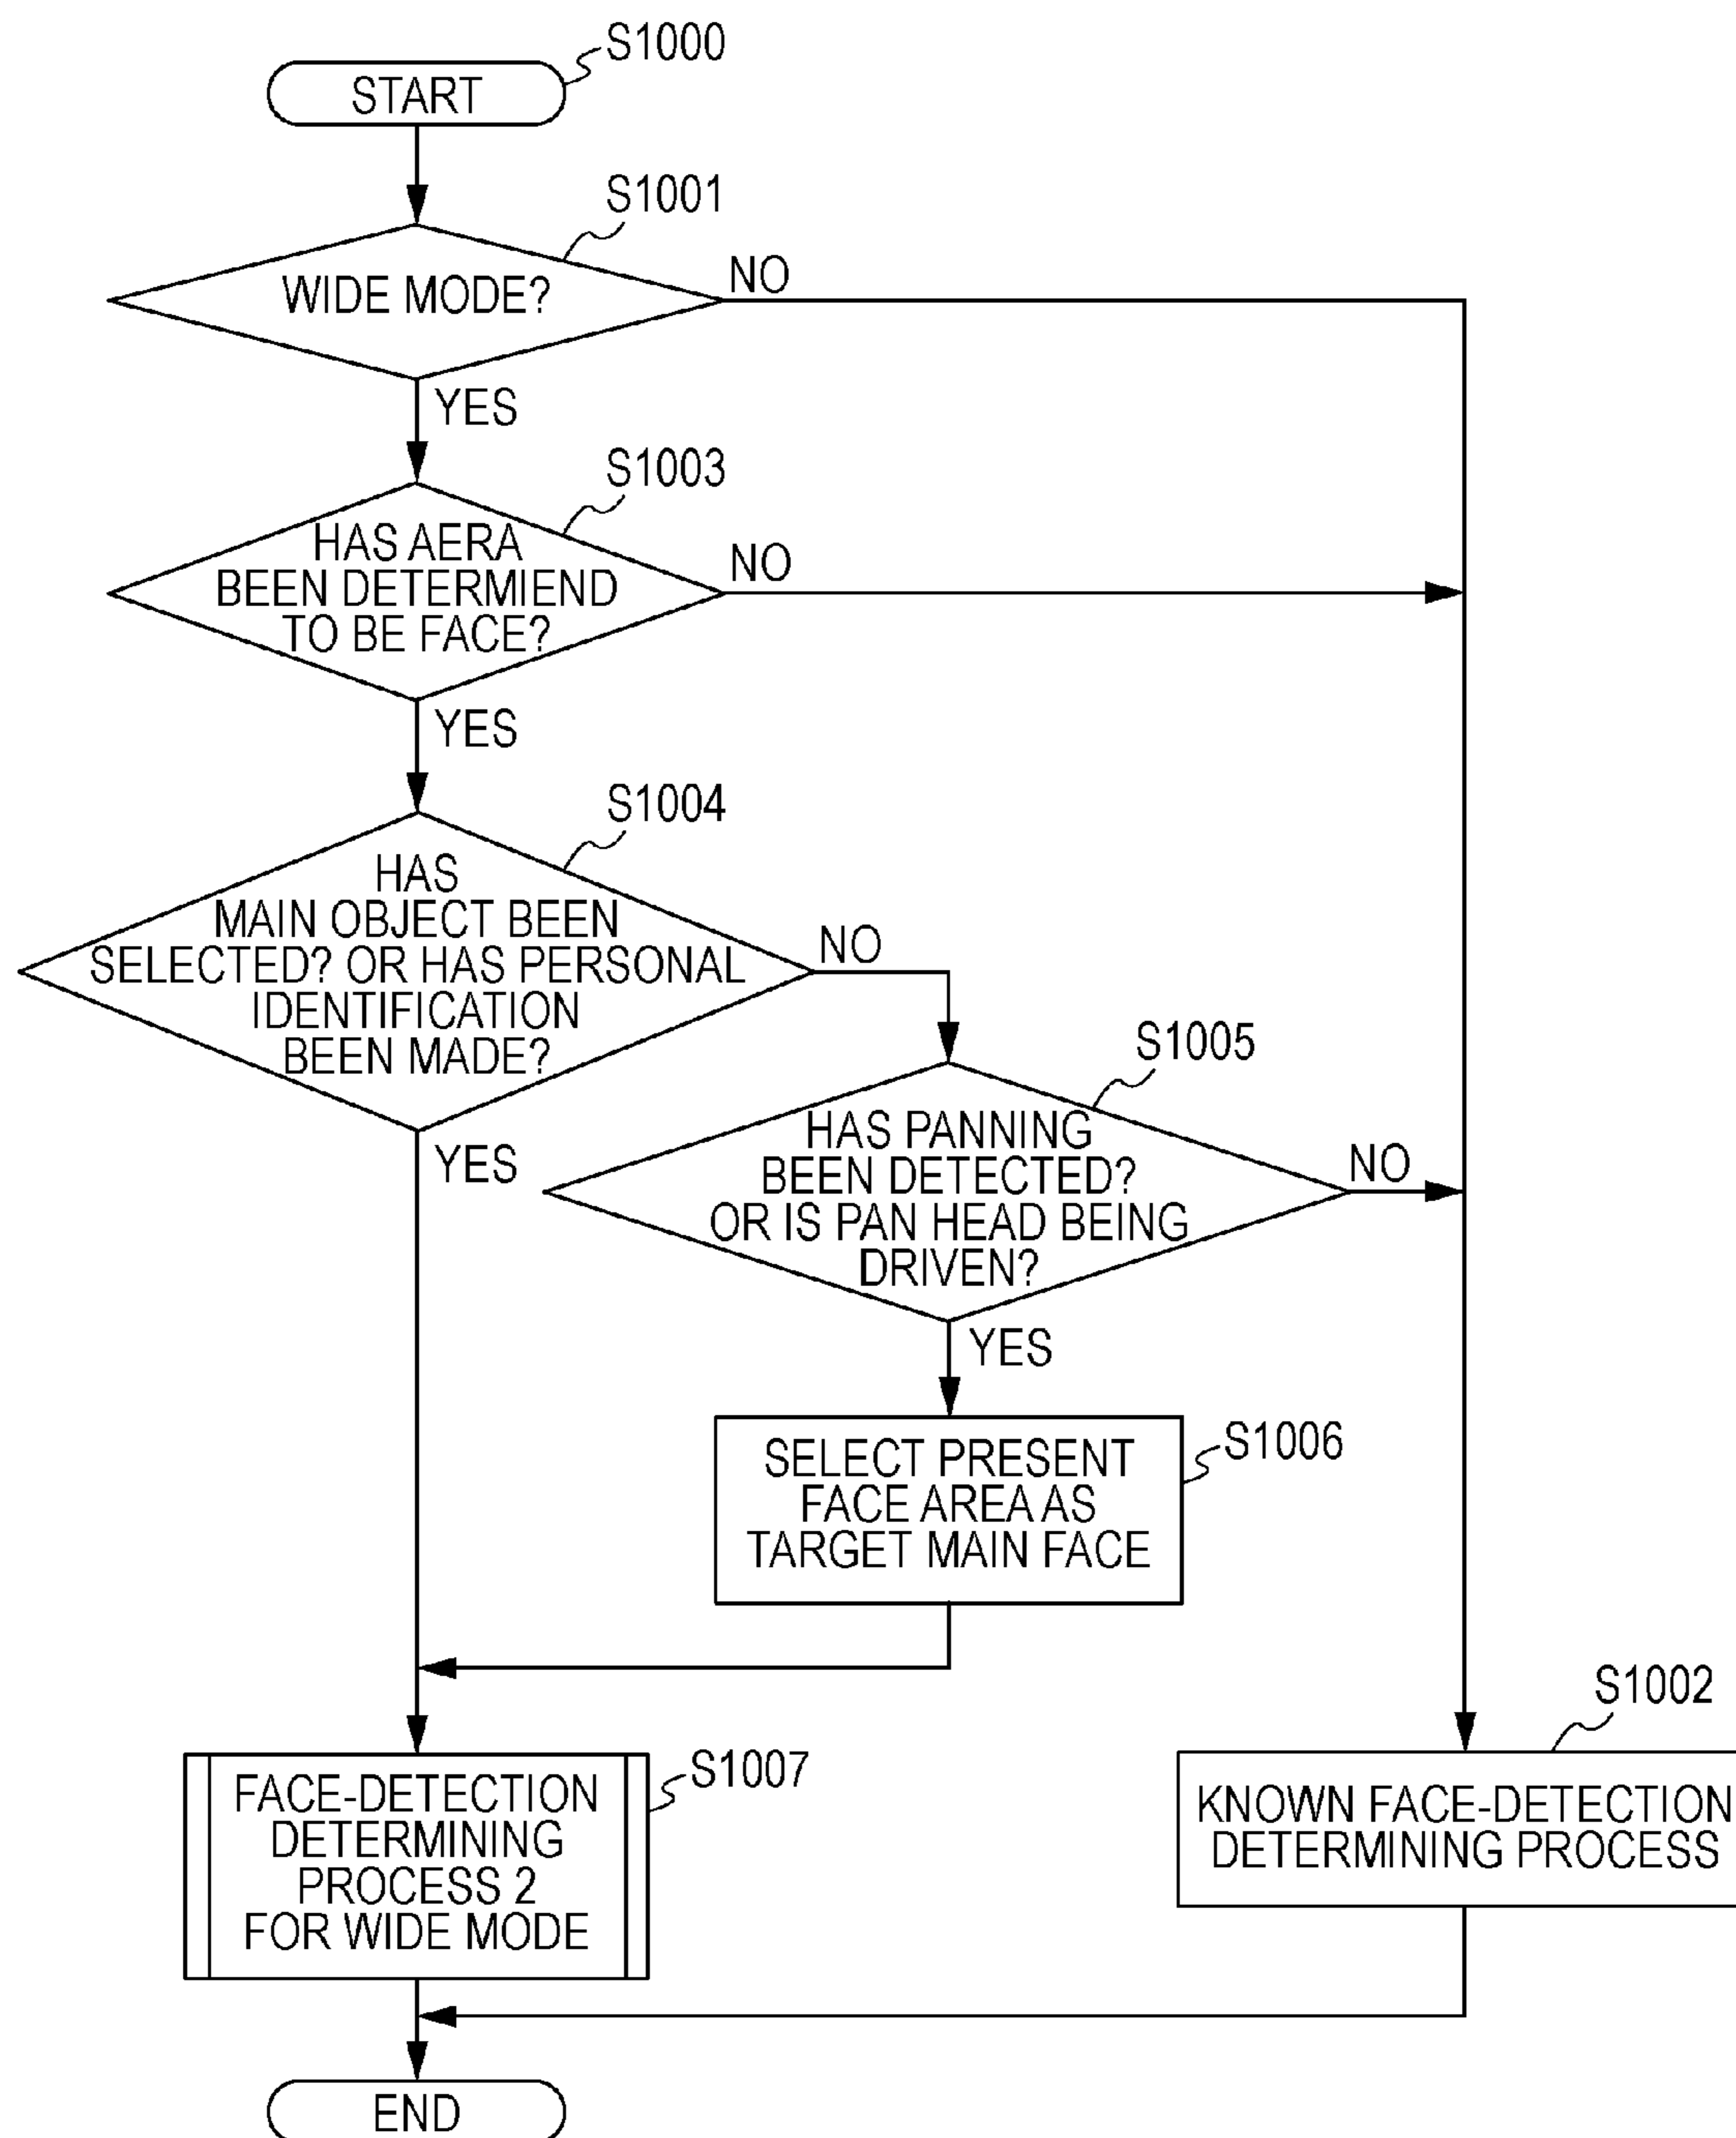 S1000
START
S1001
WIDE MODE?
NO
YES
S1003
HAS AERA
BEEN DETERMIEND
TO BE FACE?
NO
YES
S1004
HAS
MAIN OBJECT BEEN
SELECTED? OR HAS PERSONAL
IDENTIFICATION
BEEN MADE?
NO
YES
S1005
HAS PANNING
BEEN DETECTED?
OR IS PAN HEAD BEING
DRIVEN?
NO
YES
S1006
SELECT PRESENT
FACE AREA AS
TARGET MAIN FACE
S1007
FACE-DETECTION
DETERMINING
PROCESS 2
FOR WIDE MODE
S1002
KNOWN FACE-DETECTION
DETERMINING PROCESS
END